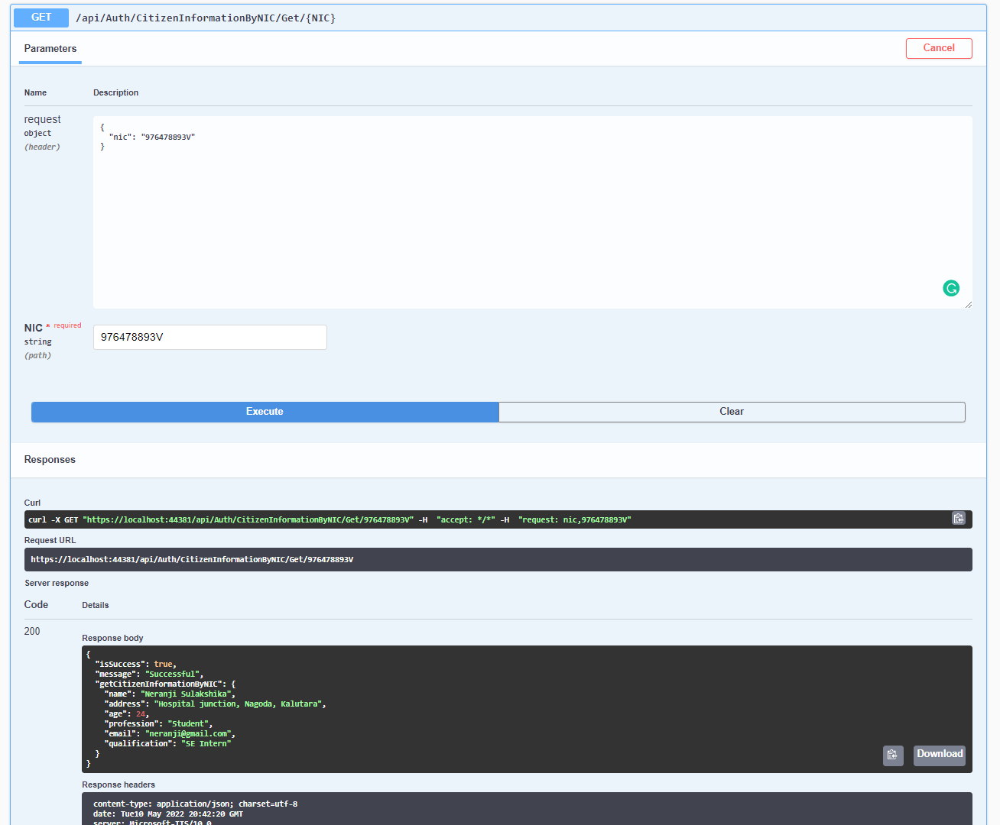 GET /api/Auth/CitizenInformationByNIC/Get/{NIC}
Parameters
Cancel
Name Description
request
object
(header)
{
"nic": "976478893V"
}
NIC * required
string
(path)
976478893V
Execute
Clear
Responses
Curl
curl -X GET "https://localhost:44381/api/Auth/CitizenInformationByNIC/Get/976478893V" -H  "accept: */*" -H  "request: nic,976478893V"
Request URL
https://localhost:44381/api/Auth/CitizenInformationByNIC/Get/976478893V
Server response
Code Details
200
Response body
{
"isSuccess": true,
"message": "Successful",
"getCitizenInformationByNIC": {
"name": "Neranji Sulakshika",
"address": "Hospital junction, Nagoda, Kalutara",
"age": 24,
"profession": "Student",
"email": "neranji@gmail.com",
"qualification": "SE Intern"
}
}
Download
Response headers
content-type: application/json; charset=utf-8
date: Tue10 May 2022 20:42:20 GMT
server: Microsoft-IIS/10.0